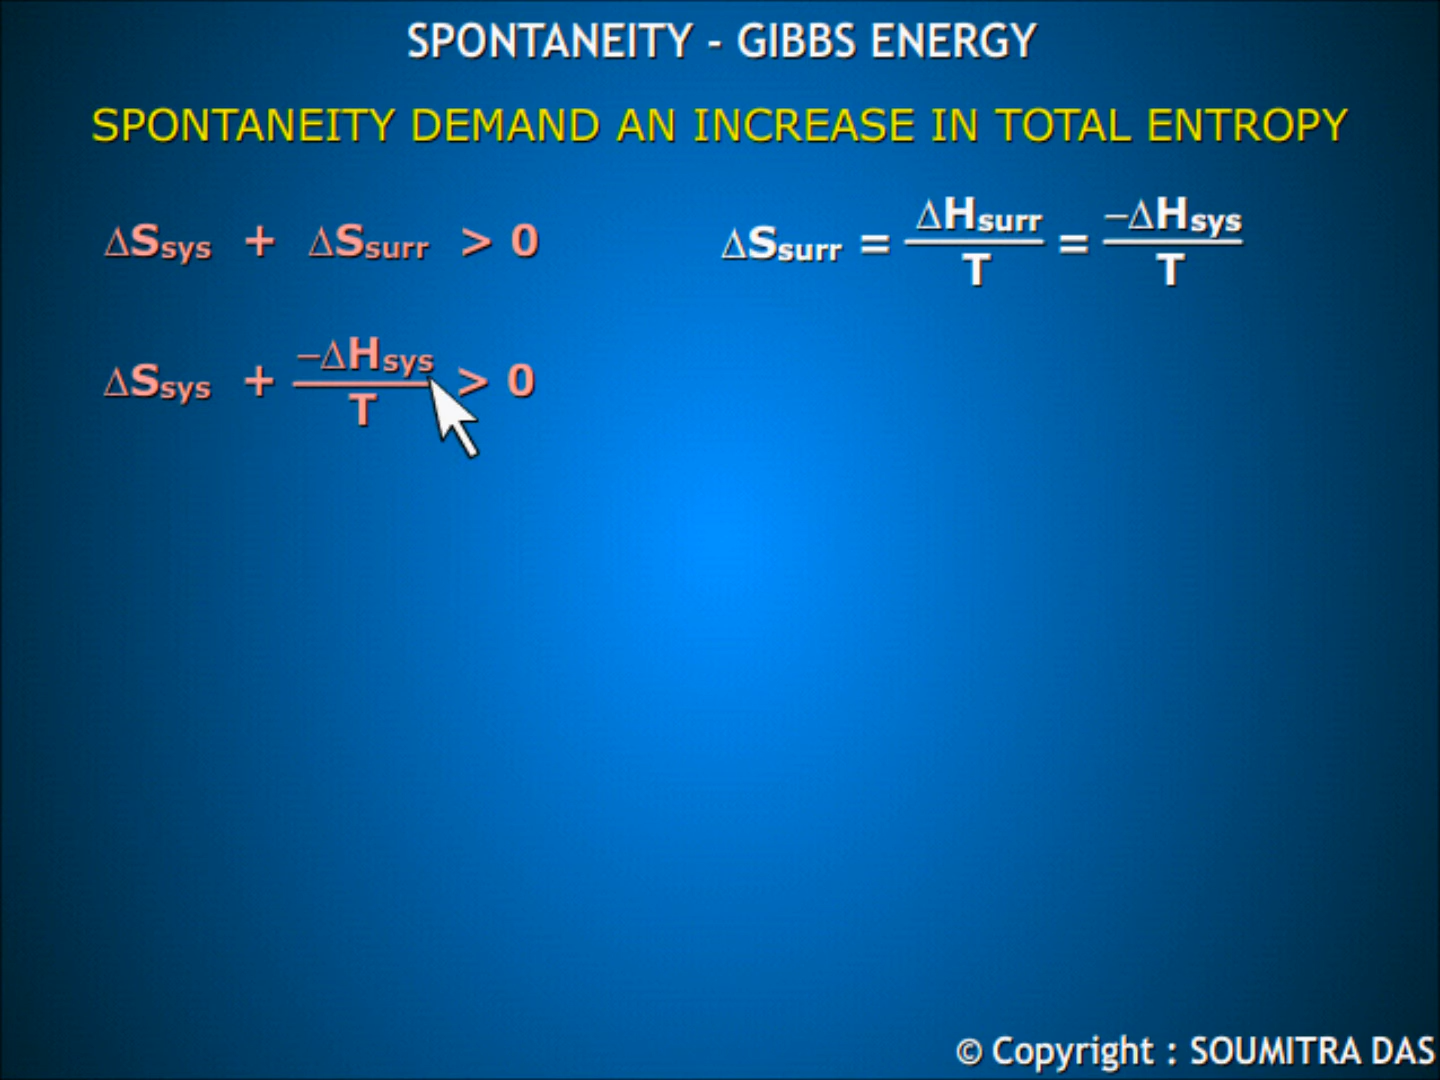 SPONTANEITY - GIBBS ENERGY
SPONTANEITY DEMAND AN INCREASE IN TOTAL ENTROPY
ΔSsys + ΔSsurr > 0
ΔSsurr = ΔHsurr/T = −ΔHsys/T
ΔSsys + −ΔHsys/T > 0
© Copyright : SOUMITRA DAS